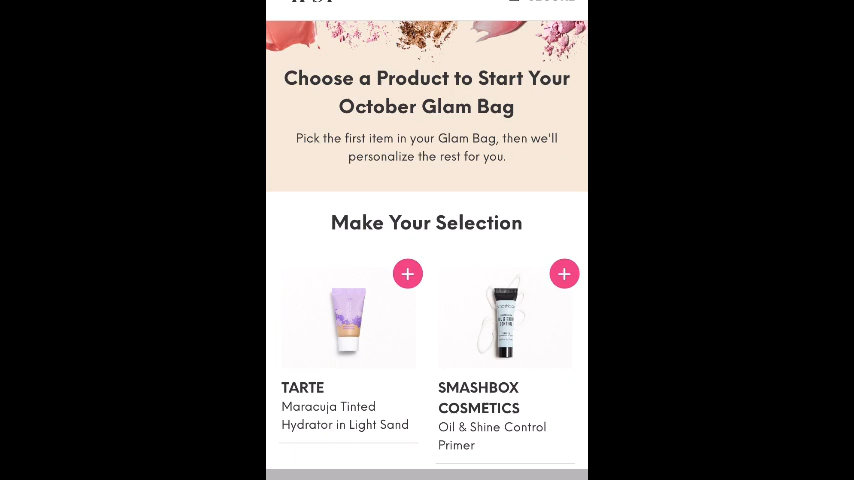 Choose a Product to Start Your
October Glam Bag
Pick the first item in your Glam Bag, then we'll
personalize the rest for you.
Make Your Selection
TARTE
Maracuja Tinted
Hydrator in Light Sand
SMASHBOX
COSMETICS
Oil & Shine Control
Primer